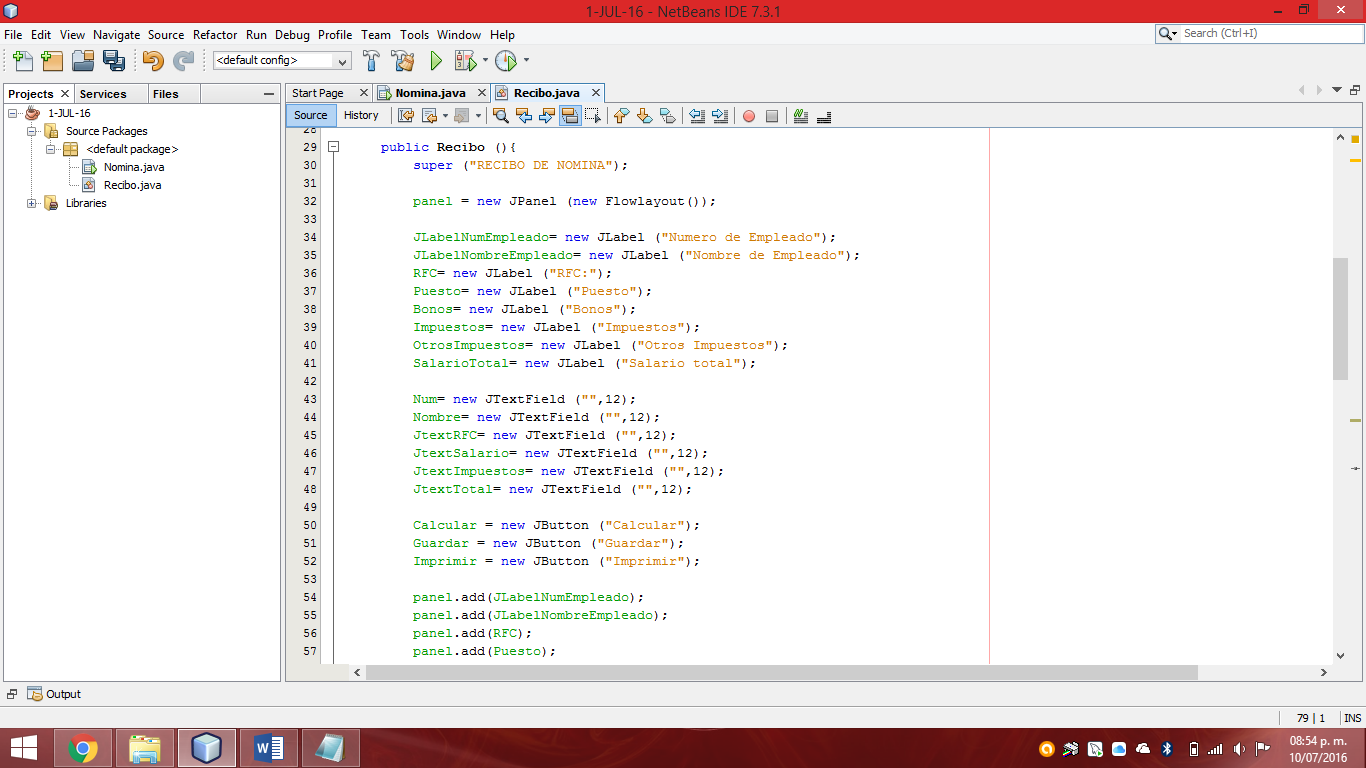 1-JUL-16 - NetBeans IDE 7.3.1
File Edit View Navigate Source Refactor Run Debug Profile Team Tools Window Help
Search (Ctrl+I)
<default config>
Projects Services Files
1-JUL-16
Source Packages
<default package>
Nomina.java
Recibo.java
Libraries
Start Page Nomina.java Recibo.java
Source History
28
29 public Recibo (){
30 super ("RECIBO DE NOMINA");
31
32 panel = new JPanel (new Flowlayout());
33
34 JLabelNumEmpleado= new JLabel ("Numero de Empleado");
35 JLabelNombreEmpleado= new JLabel ("Nombre de Empleado");
36 RFC= new JLabel ("RFC:");
37 Puesto= new JLabel ("Puesto");
38 Bonos= new JLabel ("Bonos");
39 Impuestos= new JLabel ("Impuestos");
40 OtrosImpuestos= new JLabel ("Otros Impuestos");
41 SalarioTotal= new JLabel ("Salario total");
42
43 Num= new JTextField ("",12);
44 Nombre= new JTextField ("",12);
45 JtextRFC= new JTextField ("",12);
46 JtextSalario= new JTextField ("",12);
47 JtextImpuestos= new JTextField ("",12);
48 JtextTotal= new JTextField ("",12);
49
50 Calcular = new JButton ("Calcular");
51 Guardar = new JButton ("Guardar");
52 Imprimir = new JButton ("Imprimir");
53
54 panel.add(JLabelNumEmpleado);
55 panel.add(JLabelNombreEmpleado);
56 panel.add(RFC);
57 panel.add(Puesto);
Output
79 | 1 INS
08:54 p. m.
10/07/2016